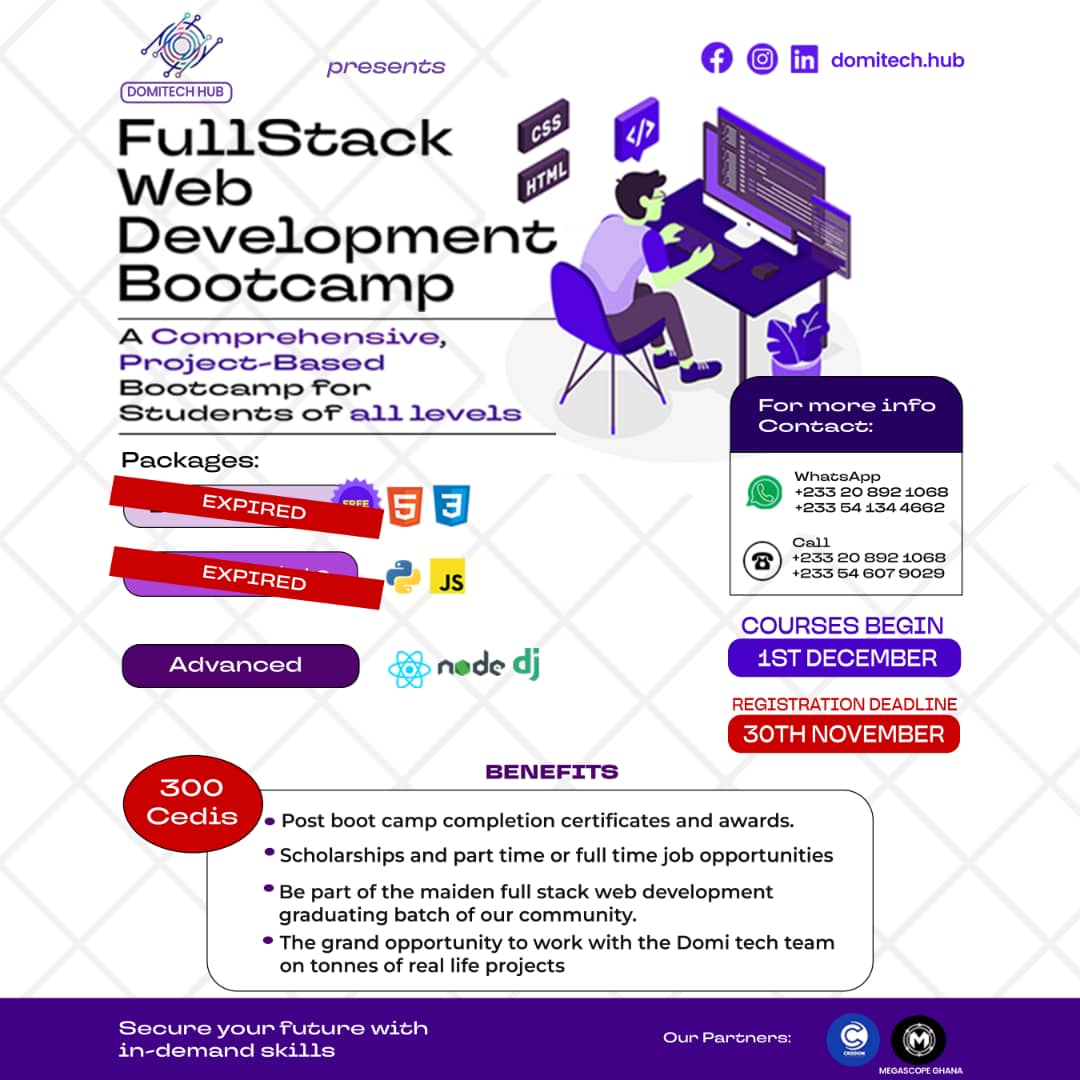 DOMITECH HUB
presents
domitech.hub
FullStack
Web
Development
Bootcamp
CSS
</>
HTML
A Comprehensive,
Project-Based
Bootcamp for
Students of all levels
Packages:
EXPIRED
FREE
5
3
EXPIRED
JS
Advanced
node dj
For more info
Contact:
WhatsApp
+233 20 892 1068
+233 54 134 4662
Call
+233 20 892 1068
+233 54 607 9029
COURSES BEGIN
1ST DECEMBER
REGISTRATION DEADLINE
30TH NOVEMBER
300
Cedis
BENEFITS
• Post boot camp completion certificates and awards.
• Scholarships and part time or full time job opportunities
• Be part of the maiden full stack web development
graduating batch of our community.
• The grand opportunity to work with the Domi tech team
on tonnes of real life projects
Secure your future with
in-demand skills
Our Partners:
MEGASCOPE GHANA